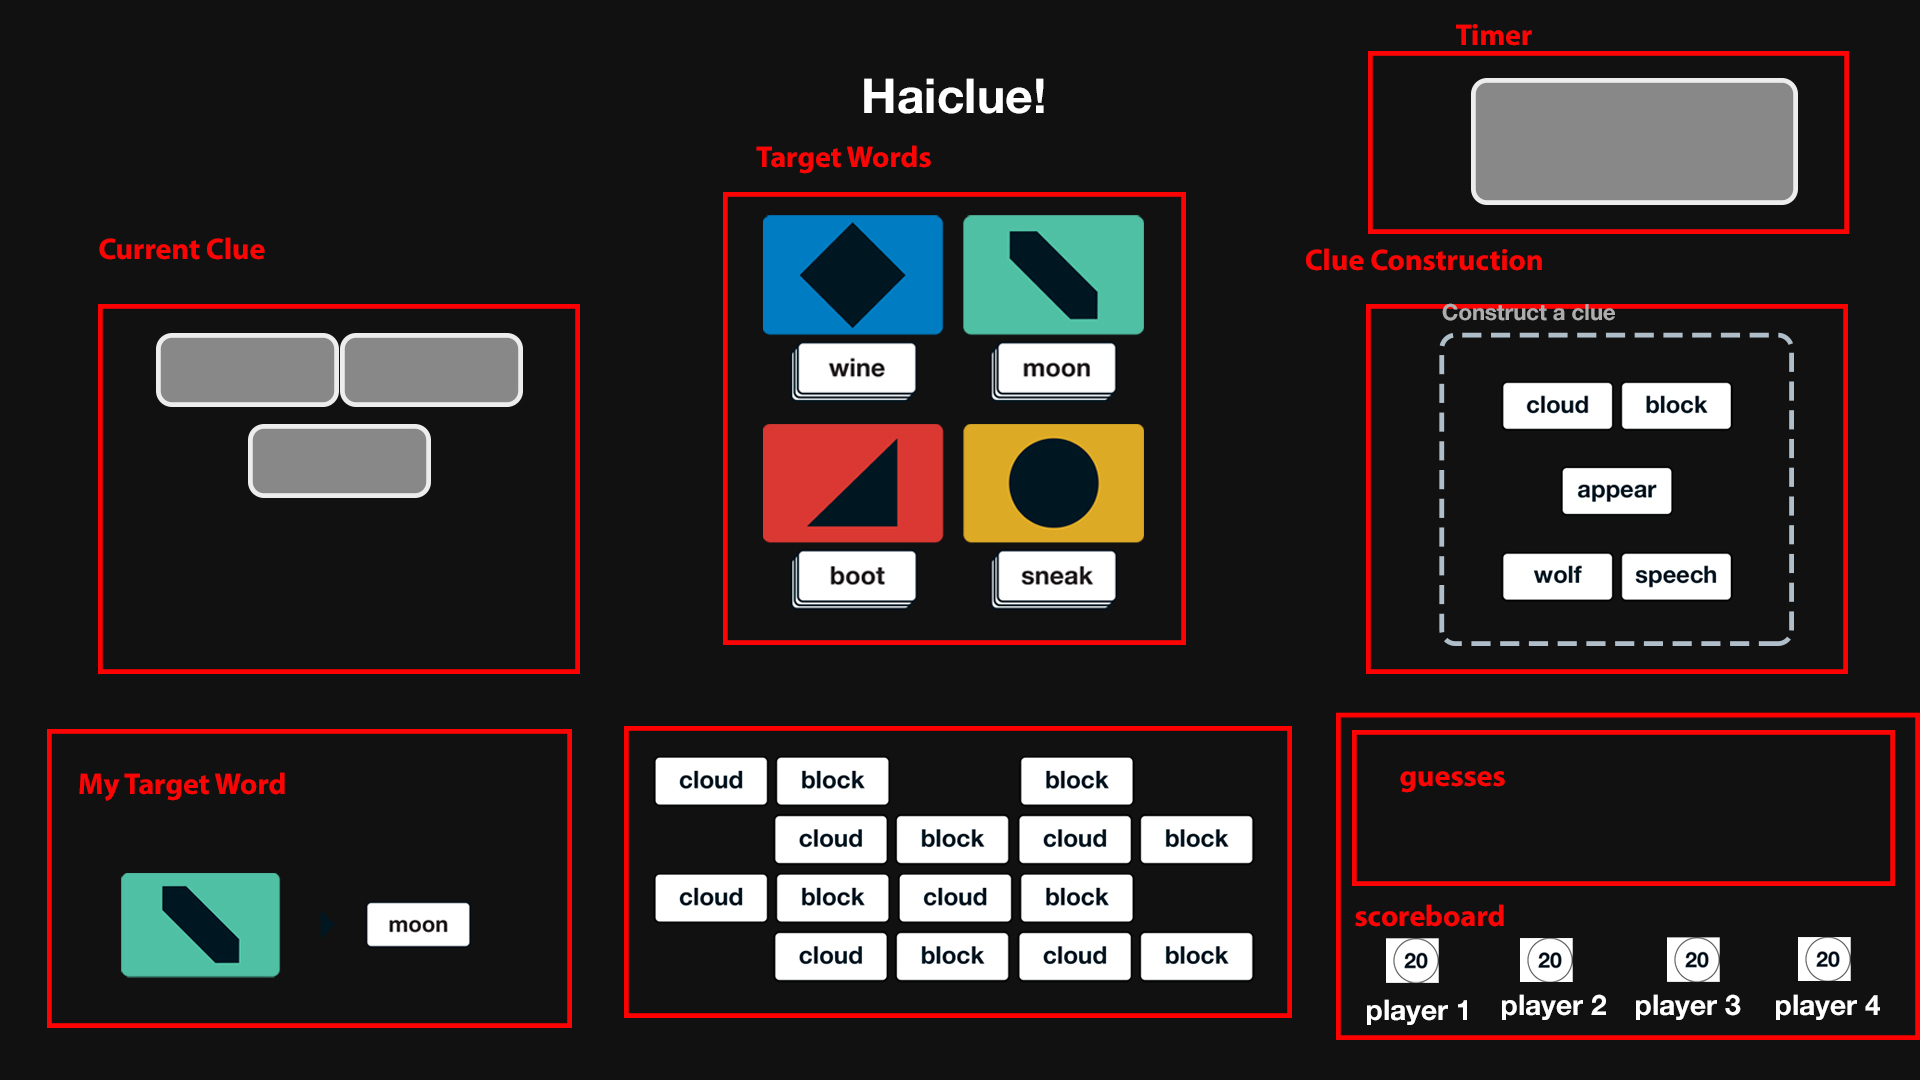 Timer
Haiclue!
Target Words
Current Clue
Clue Construction
Construct a clue
wine moon
cloud block
appear
boot sneak
wolf speech
My Target Word
moon
cloud block block
cloud block cloud block
cloud block cloud block
cloud block cloud block
guesses
scoreboard
20 20 20 20
player 1 player 2 player 3 player 4